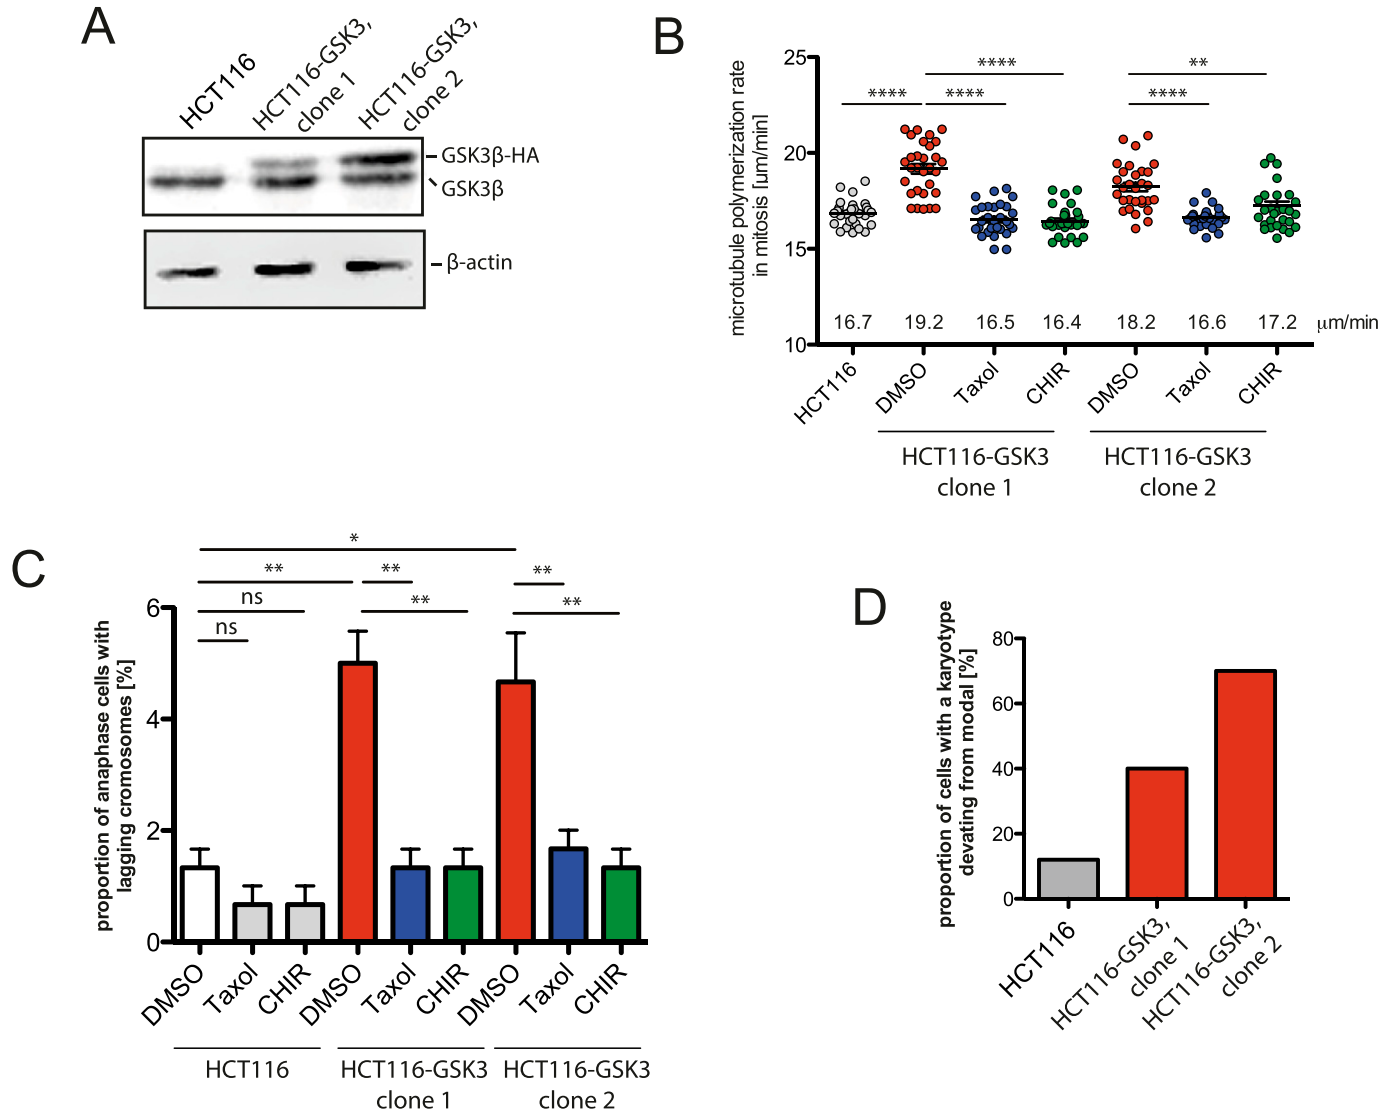 A
HCT116
HCT116-GSK3,
clone 1
HCT116-GSK3,
clone 2
GSK3β-HA
GSK3β
β-actin
B
microtubule polymerization rate
in mitosis [μm/min]
25
20
15
10
****
****
****
****
**
16.7
19.2
16.5
16.4
18.2
16.6
17.2
μm/min
HCT116
DMSO
Taxol
CHIR
DMSO
Taxol
CHIR
HCT116-GSK3
clone 1
HCT116-GSK3
clone 2
C
proportion of anaphase cells with
lagging cromosomes [%]
6
4
2
0
*
**
**
**
ns
**
**
ns
DMSO
Taxol
CHIR
DMSO
Taxol
CHIR
DMSO
Taxol
CHIR
HCT116
HCT116-GSK3
clone 1
HCT116-GSK3
clone 2
D
proportion of cells with a karyotype
devating from modal [%]
80
60
40
20
0
HCT116
HCT116-GSK3,
clone 1
HCT116-GSK3,
clone 2